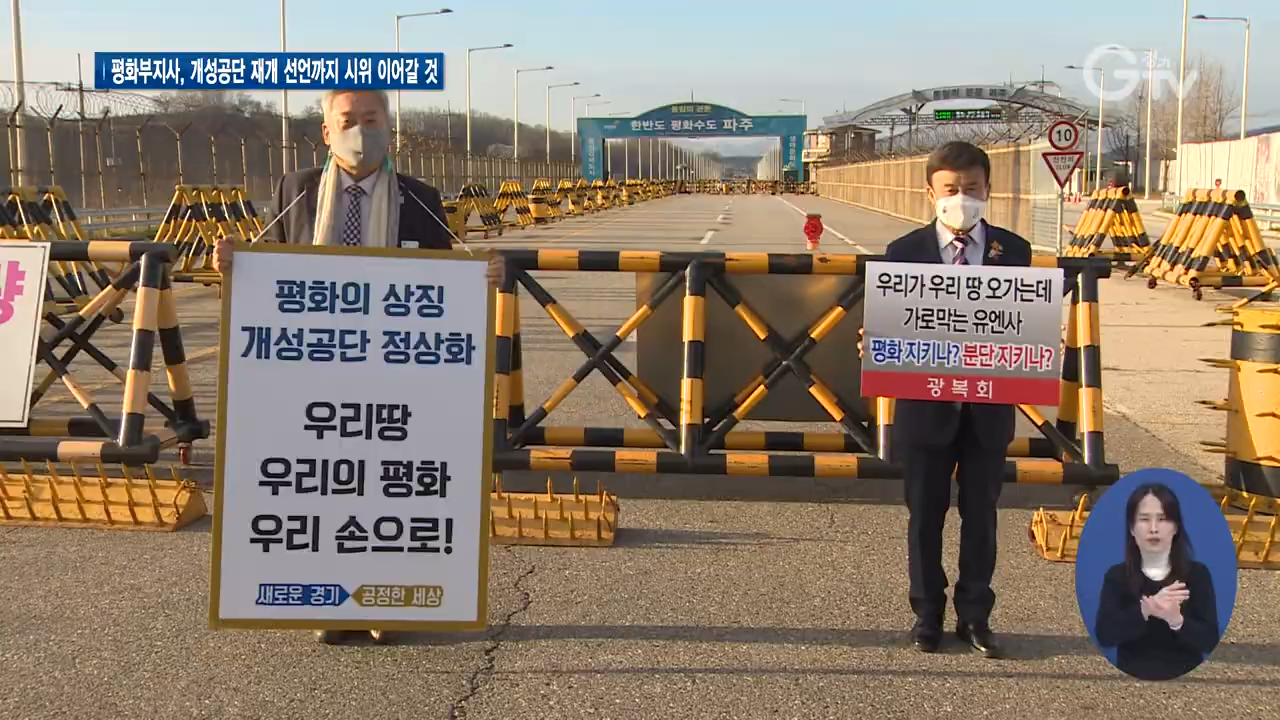 평화부지사, 개성공단 재개 선언까지 시위 이어갈 것
경기
GTV
한반도 평화수도 파주
10
평화의 상징
개성공단 정상화
우리땅
우리의 평화
우리 손으로!
새로운 경기 공정한 세상
우리가 우리 땅 오가는데
가로막는 유엔사
평화 지키나? 분단 지키나?
광복회